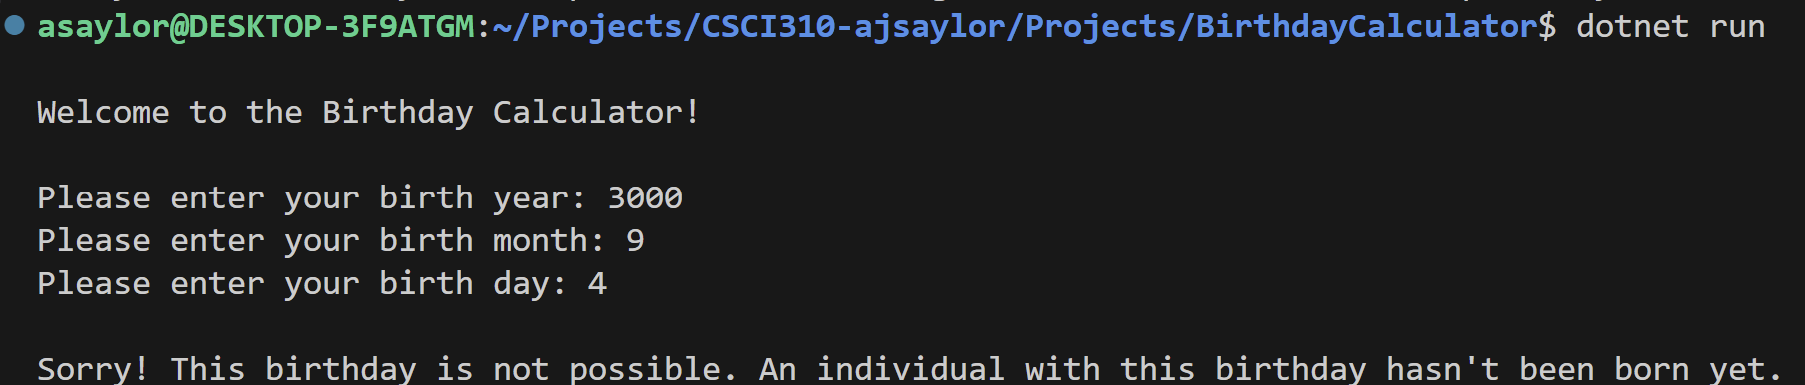 asaylor@DESKTOP-3F9ATGM:~/Projects/CSCI310-ajsaylor/Projects/BirthdayCalculator$ dotnet run
Welcome to the Birthday Calculator!
Please enter your birth year: 3000
Please enter your birth month: 9
Please enter your birth day: 4
Sorry! This birthday is not possible. An individual with this birthday hasn't been born yet.